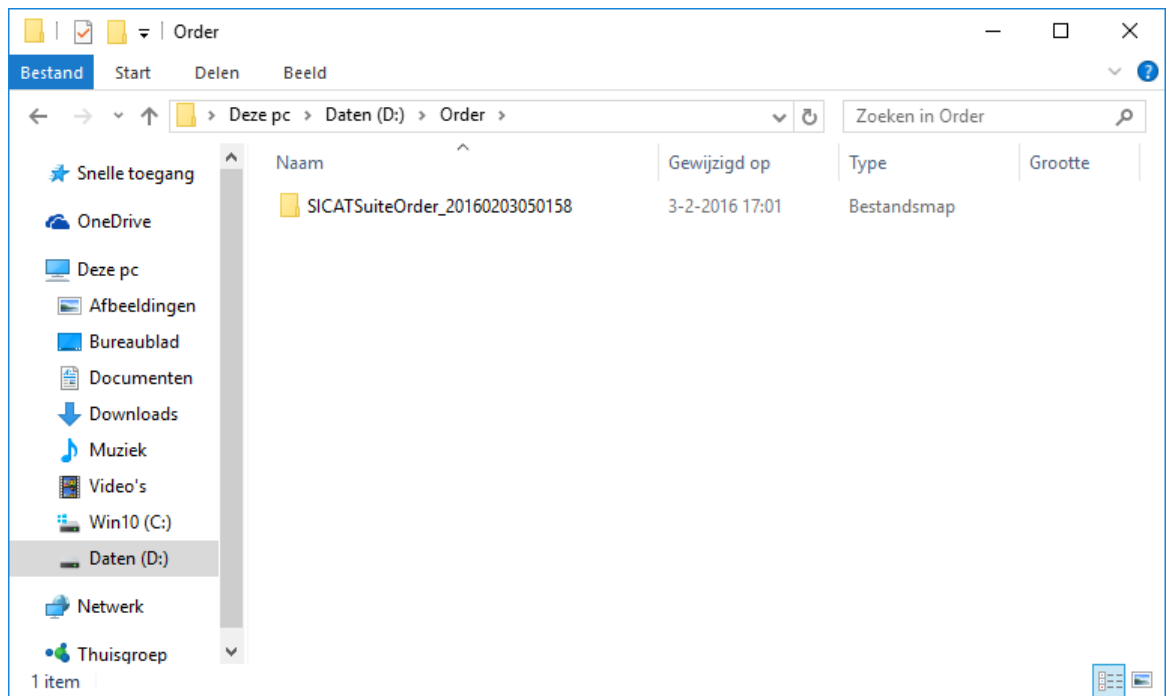 Order
Bestand Start Delen Beeld
Deze pc Daten (D:) Order Zoeken in Order
Naam Gewijzigd op Type Grootte
SICATSuiteOrder_20160203050158 3-2-2016 17:01 Bestandsmap
Snelle toegang
OneDrive
Deze pc
Afbeeldingen
Bureaublad
Documenten
Downloads
Muziek
Video's
Win10 (C:)
Daten (D:)
Netwerk
Thuisgroep
1 item